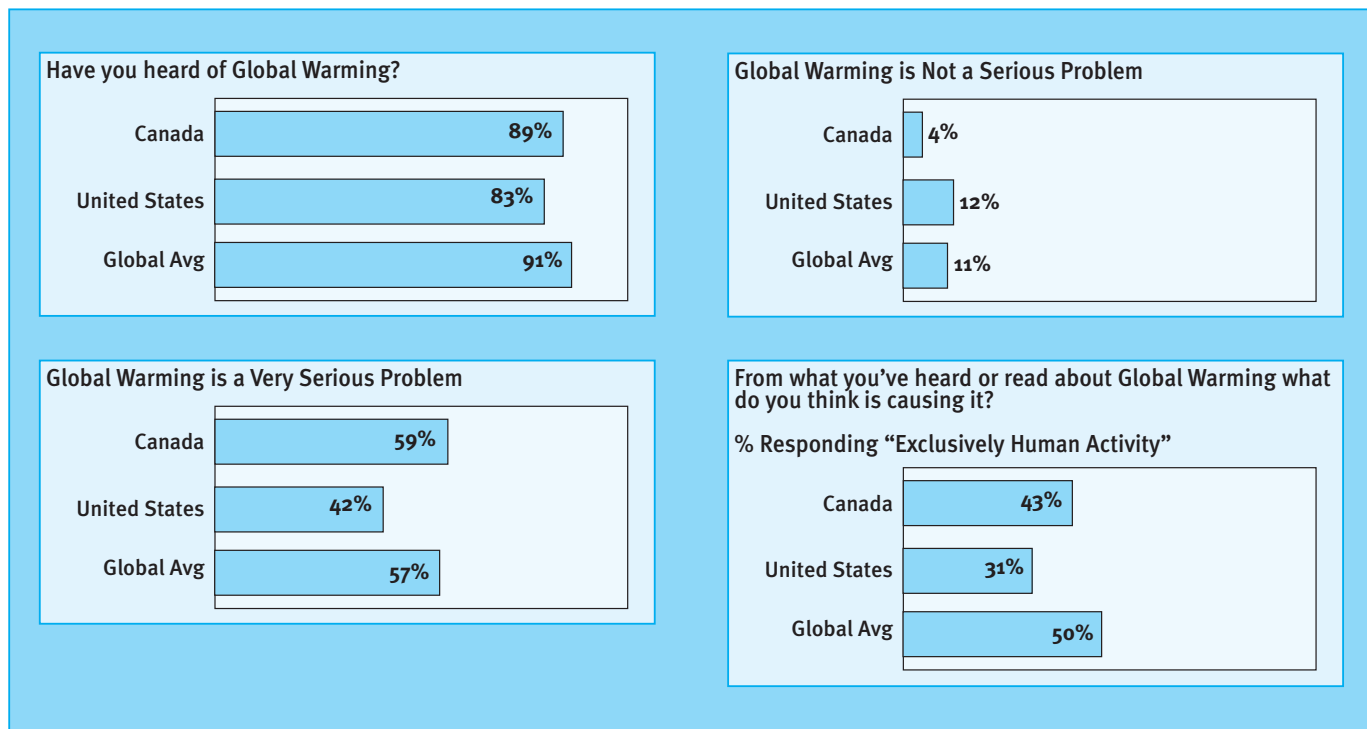 Have you heard of Global Warming?
Canada 89%
United States 83%
Global Avg 91%
Global Warming is Not a Serious Problem
Canada 4%
United States 12%
Global Avg 11%
Global Warming is a Very Serious Problem
Canada 59%
United States 42%
Global Avg 57%
From what you’ve heard or read about Global Warming what
do you think is causing it?
% Responding “Exclusively Human Activity”
Canada 43%
United States 31%
Global Avg 50%